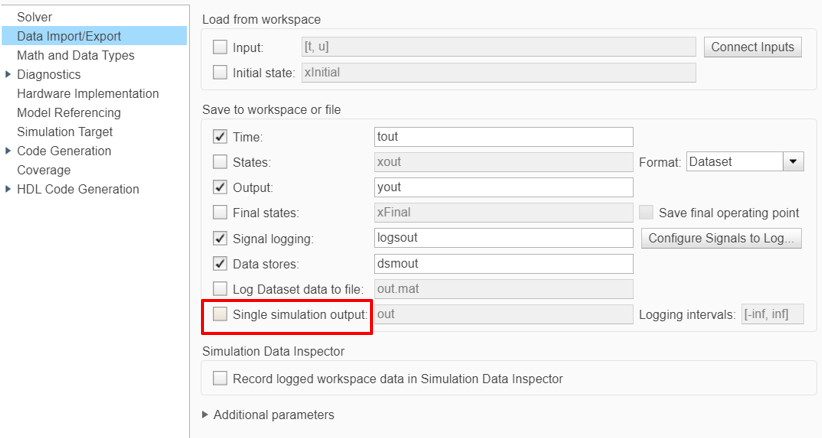 Solver
Data Import/Export
Math and Data Types
Diagnostics
Hardware Implementation
Model Referencing
Simulation Target
Code Generation
Coverage
HDL Code Generation
Load from workspace
Input: [t, u] Connect Inputs
Initial state: xInitial
Save to workspace or file
Time: tout
States: xout Format: Dataset
Output: yout
Final states: xFinal Save final operating point
Signal logging: logsout Configure Signals to Log...
Data stores: dsmout
Log Dataset data to file: out.mat
Single simulation output: out Logging intervals: [-inf, inf]
Simulation Data Inspector
Record logged workspace data in Simulation Data Inspector
Additional parameters